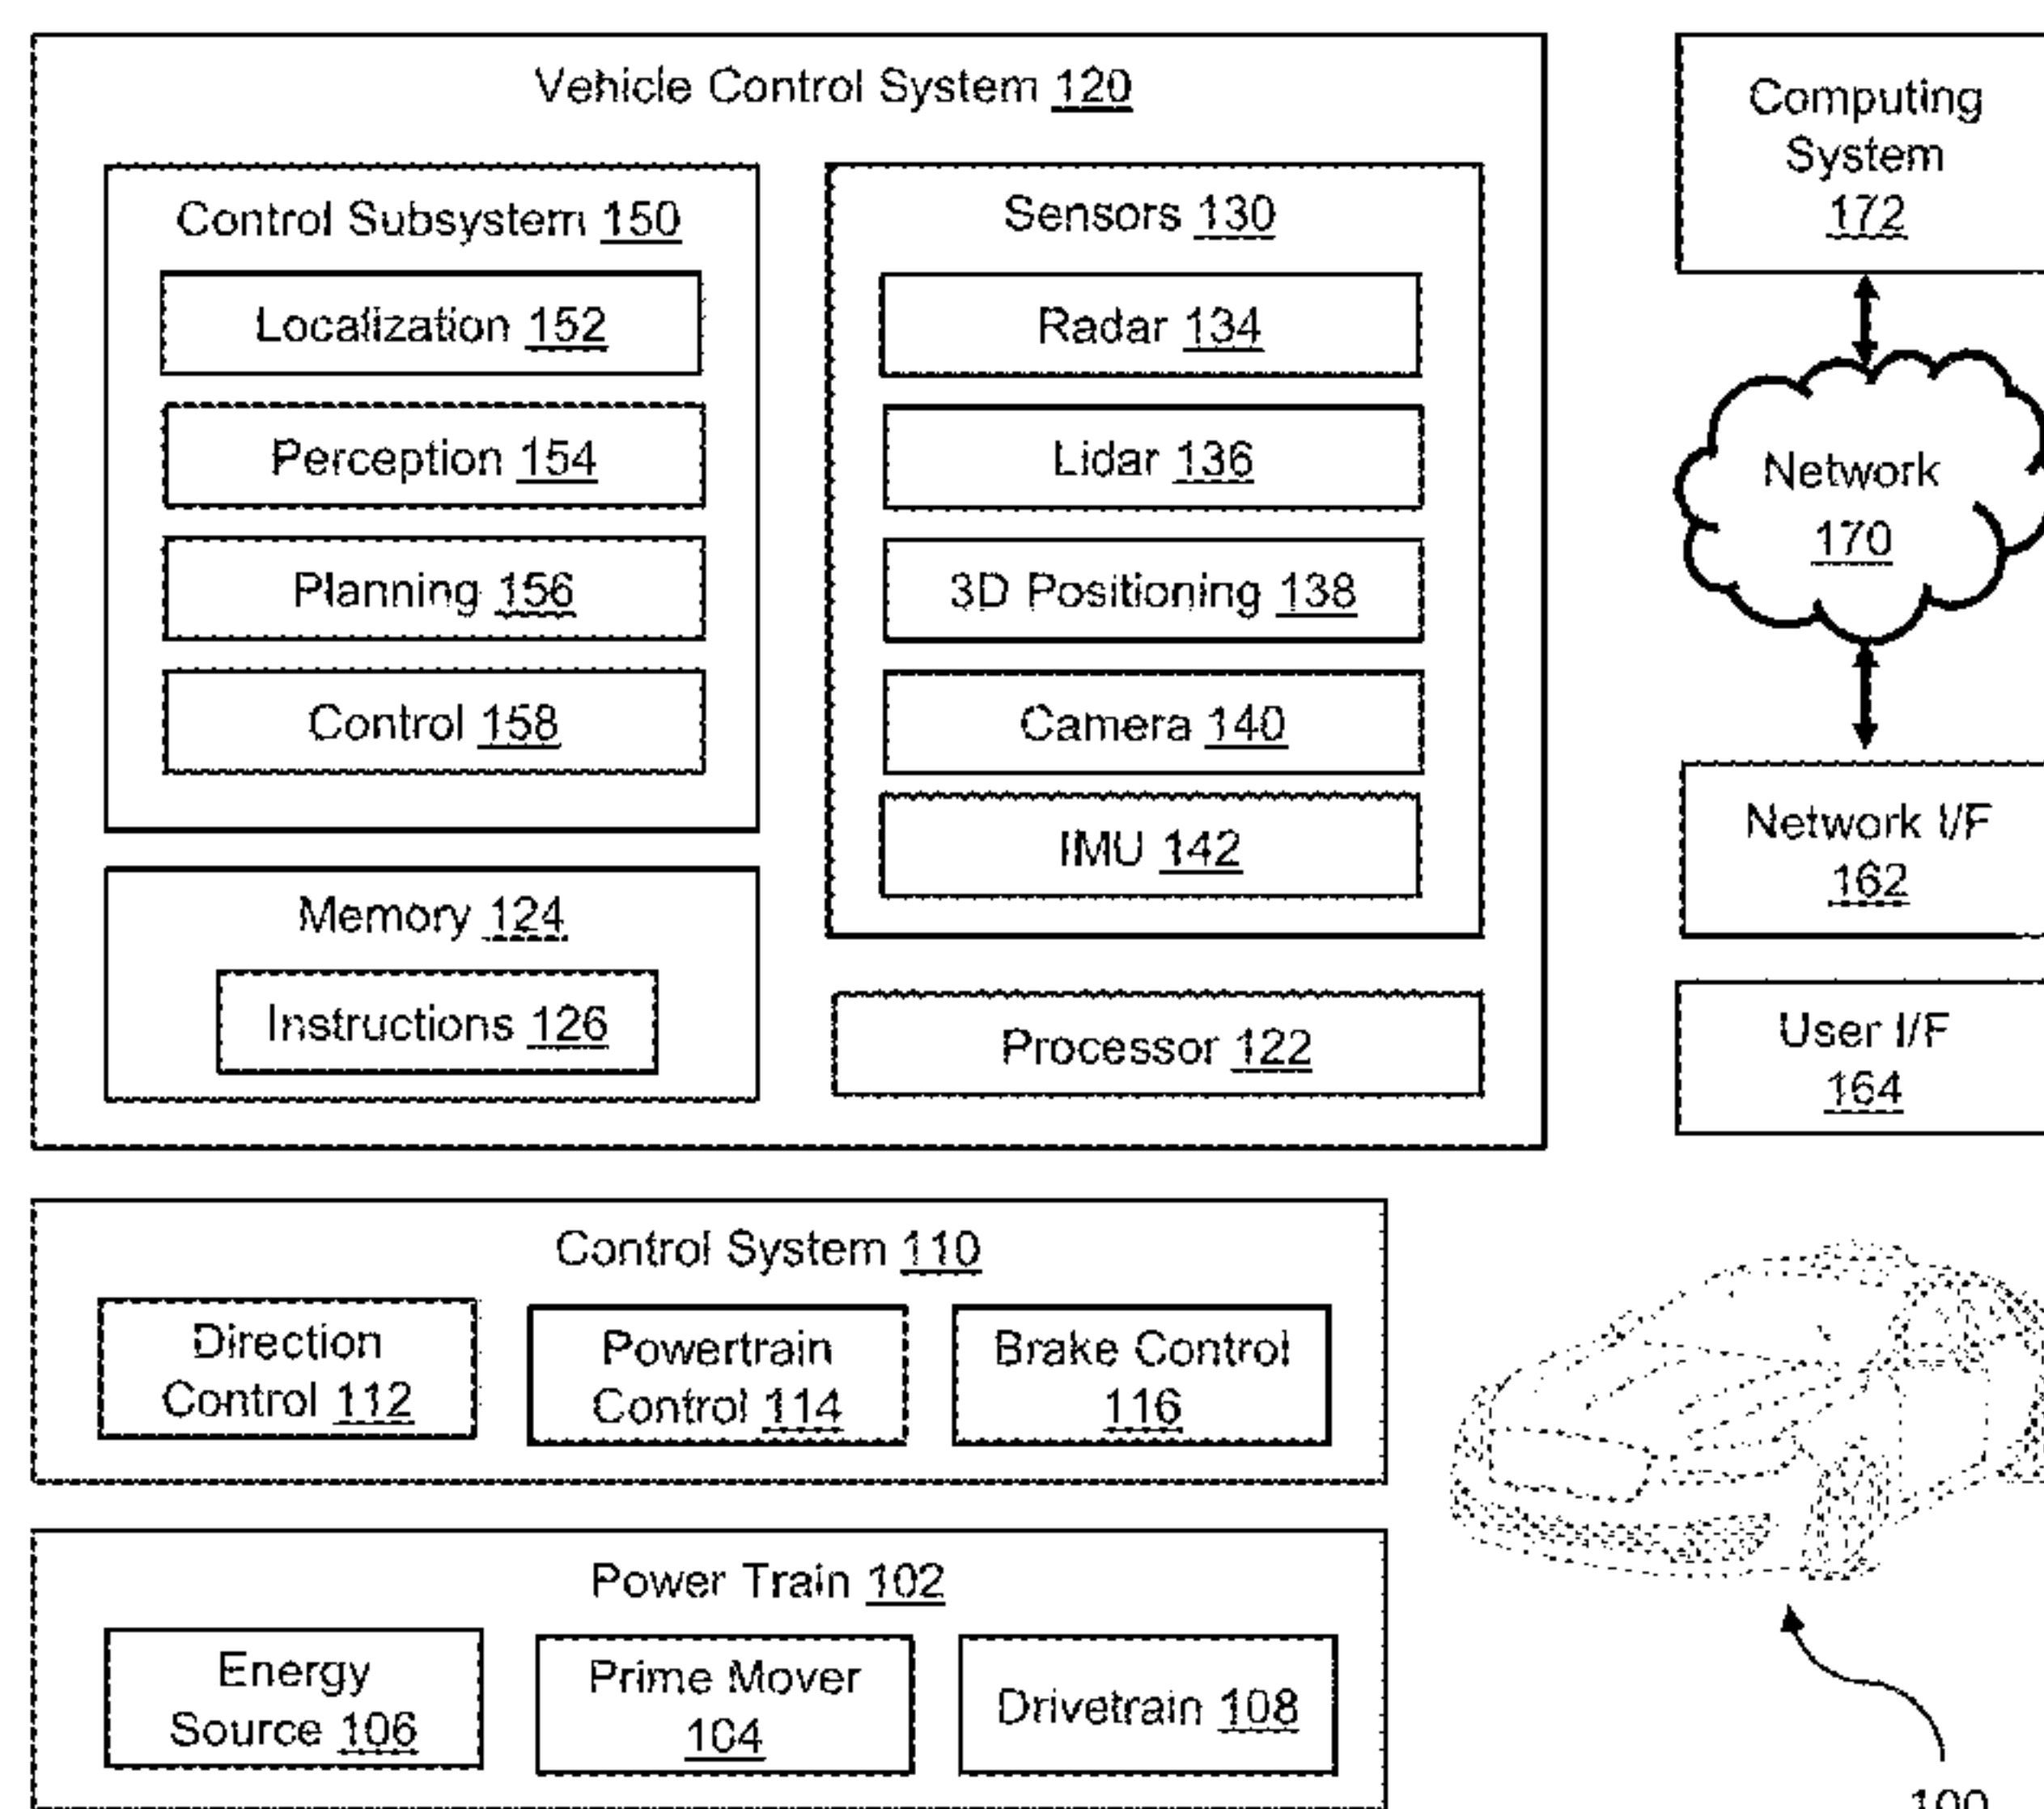 Vehicle Control System 120
Control Subsystem 150
Localization 152
Perception 154
Planning 156
Control 158
Memory 124
Instructions 126
Sensors 130
Radar 134
Lidar 136
3D Positioning 138
Camera 140
IMU 142
Processor 122
Computing
System
172
Network
170
Network I/F
162
User I/F
164
Control System 110
Direction
Control 112
Powertrain
Control 114
Brake Control
116
Power Train 102
Energy
Source 106
Prime Mover
104
Drivetrain 108
100